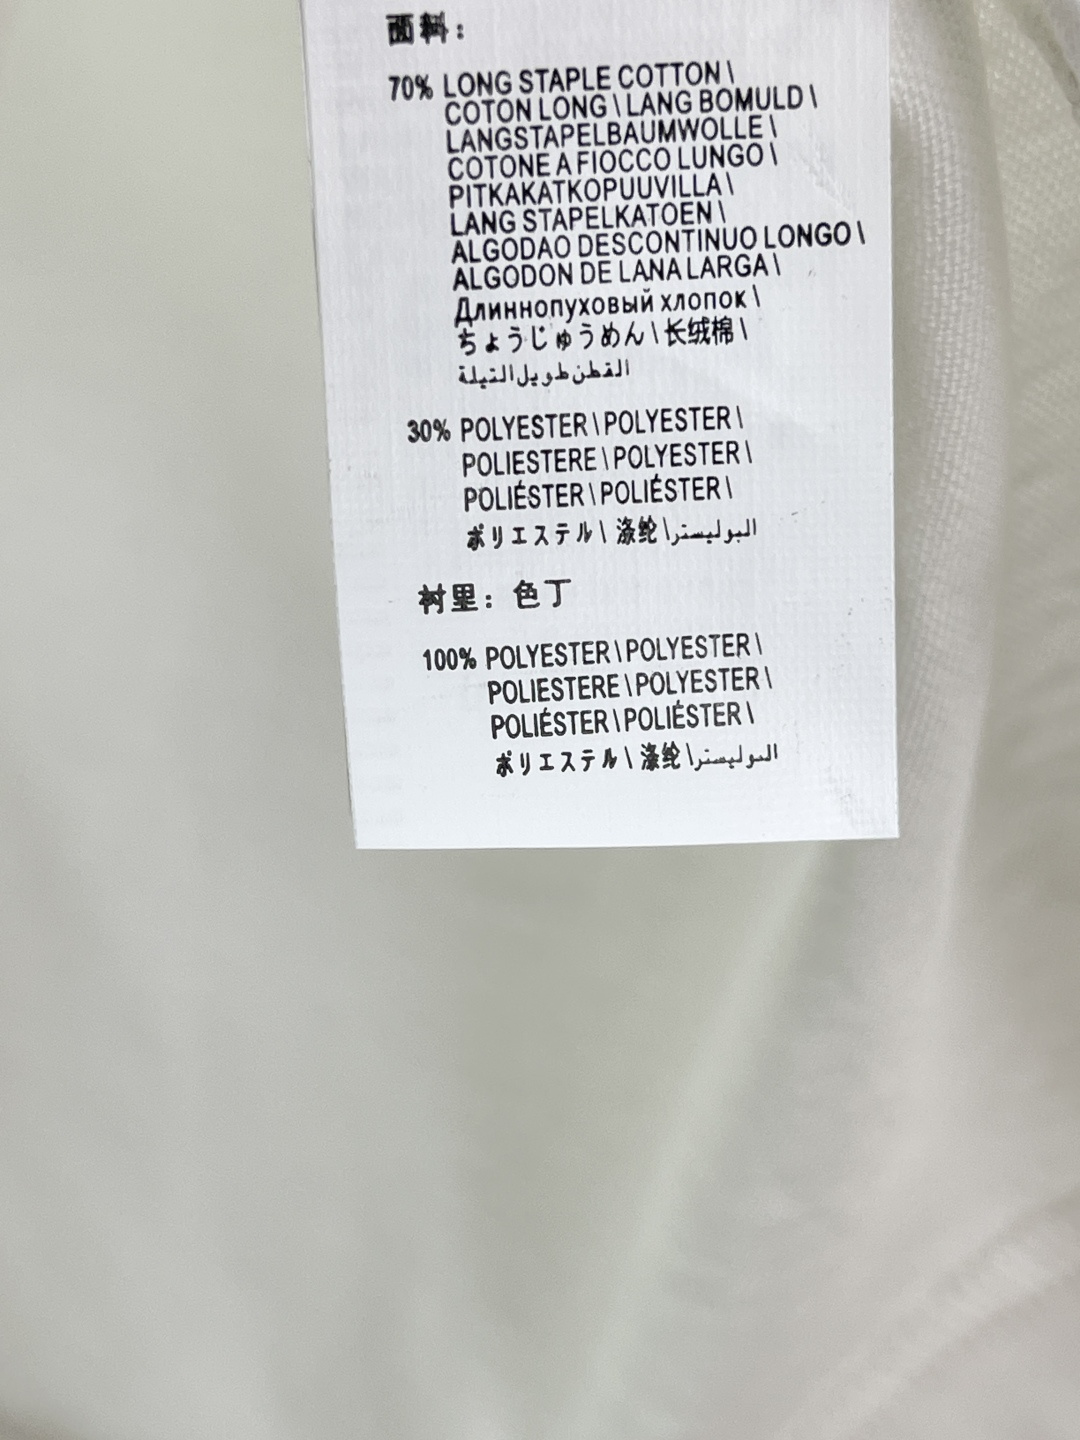 面料：
70% LONG STAPLE COTTON \
COTON LONG \ LANG BOMULD \
LANGSTAPELBAUMWOLLE \
COTONE A FIOCCO LUNGO \
PITKAKATKOPUUVILLA \
LANG STAPELKATOEN \
ALGODAO DESCONTINUO LONGO \
ALGODON DE LANA LARGA \
Длиннопуховый хлопок \
ちょうじゅうめん \ 长绒棉 \
القطن طويل التيلة
30% POLYESTER \ POLYESTER \
POLIESTERE \ POLYESTER \
POLIÉSTER \ POLIÉSTER \
ポリエステル \ 涤纶 \ البوليستر
衬里：色丁
100% POLYESTER \ POLYESTER \
POLIESTERE \ POLYESTER \
POLIÉSTER \ POLIÉSTER \
ポリエステル \ 涤纶 \ البوليستر